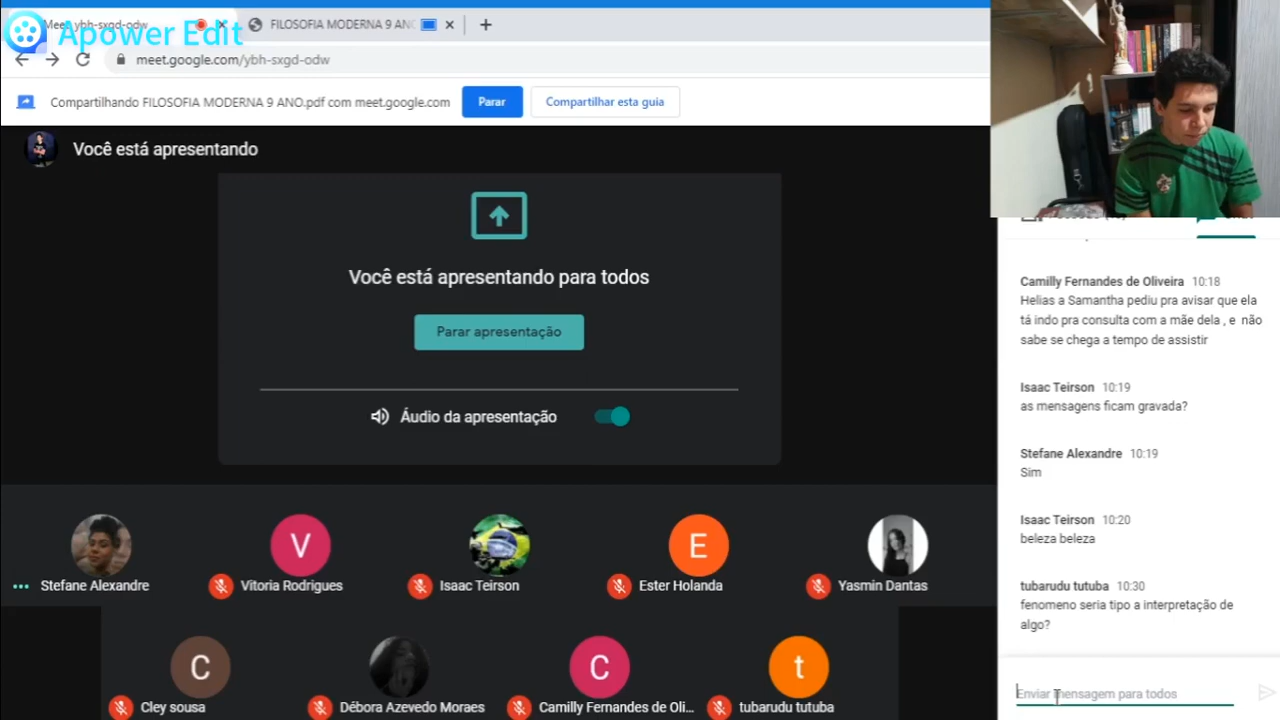 Meet ybh-sxgd-odw
FILOSOFIA MODERNA 9 ANO
Apower Edit
meet.google.com/ybh-sxgd-odw
Compartilhando FILOSOFIA MODERNA 9 ANO.pdf com meet.google.com
Parar
Compartilhar esta guia
Você está apresentando
Você está apresentando para todos
Parar apresentação
Áudio da apresentação
Stefane Alexandre
Vitoria Rodrigues
Isaac Teirson
Ester Holanda
Yasmin Dantas
V
E
C
C
t
Cley sousa
Débora Azevedo Moraes
Camilly Fernandes de Oli...
tubarudu tutuba
Camilly Fernandes de Oliveira 10:18
Helias a Samantha pediu pra avisar que ela
tá indo pra consulta com a mãe dela , e não
sabe se chega a tempo de assistir
Isaac Teirson 10:19
as mensagens ficam gravada?
Stefane Alexandre 10:19
Sim
Isaac Teirson 10:20
beleza beleza
tubarudu tutuba 10:30
fenomeno seria tipo a interpretação de
algo?
Enviar mensagem para todos